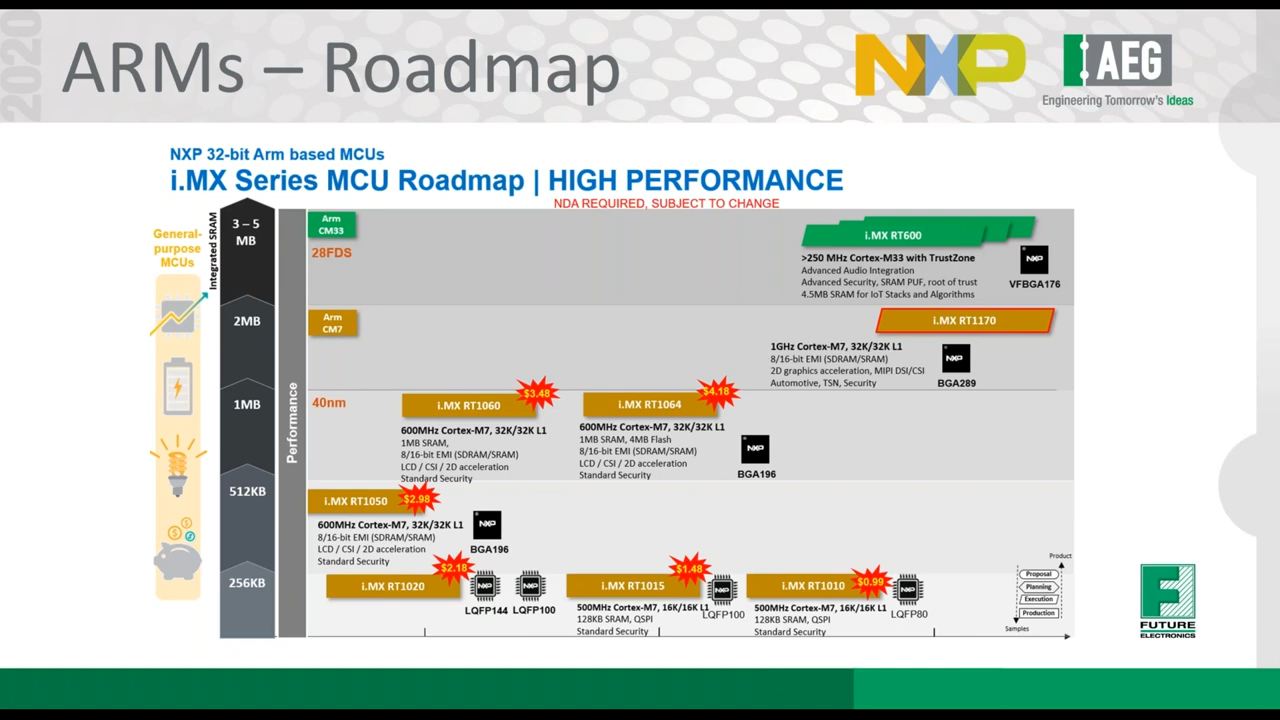 2020
ARMs – Roadmap
NXP
AEG
Engineering Tomorrow's Ideas
NXP 32-bit Arm based MCUs
i.MX Series MCU Roadmap | HIGH PERFORMANCE
NDA REQUIRED, SUBJECT TO CHANGE
General-
purpose
MCUs
Integrated SRAM
3 – 5
MB
2MB
1MB
512KB
256KB
Performance
Arm
CM33
28FDS
i.MX RT600
>250 MHz Cortex-M33 with TrustZone
Advanced Audio Integration
Advanced Security, SRAM PUF, root of trust
4.5MB SRAM for IoT Stacks and Algorithms
NXP
VFBGA176
Arm
CM7
i.MX RT1170
1GHz Cortex-M7, 32K/32K L1
8/16-bit EMI (SDRAM/SRAM)
2D graphics acceleration, MIPI DSI/CSI
Automotive, TSN, Security
NXP
BGA289
40nm
i.MX RT1060
$3.48
600MHz Cortex-M7, 32K/32K L1
1MB SRAM,
8/16-bit EMI (SDRAM/SRAM)
LCD / CSI / 2D acceleration
Standard Security
i.MX RT1064
$4.18
600MHz Cortex-M7, 32K/32K L1
1MB SRAM, 4MB Flash
8/16-bit EMI (SDRAM/SRAM)
LCD / CSI / 2D acceleration
Standard Security
NXP
BGA196
i.MX RT1050
$2.98
600MHz Cortex-M7, 32K/32K L1
8/16-bit EMI (SDRAM/SRAM)
LCD / CSI / 2D acceleration
Standard Security
NXP
BGA196
i.MX RT1020
$2.18
NXP
LQFP144
NXP
LQFP100
i.MX RT1015
$1.48
500MHz Cortex-M7, 16K/16K L1
128KB SRAM, QSPI
Standard Security
NXP
LQFP100
i.MX RT1010
$0.99
500MHz Cortex-M7, 16K/16K L1
128KB SRAM, QSPI
Standard Security
NXP
LQFP80
Product
Proposal
Planning
Execution
Production
Samples
FUTURE
ELECTRONICS